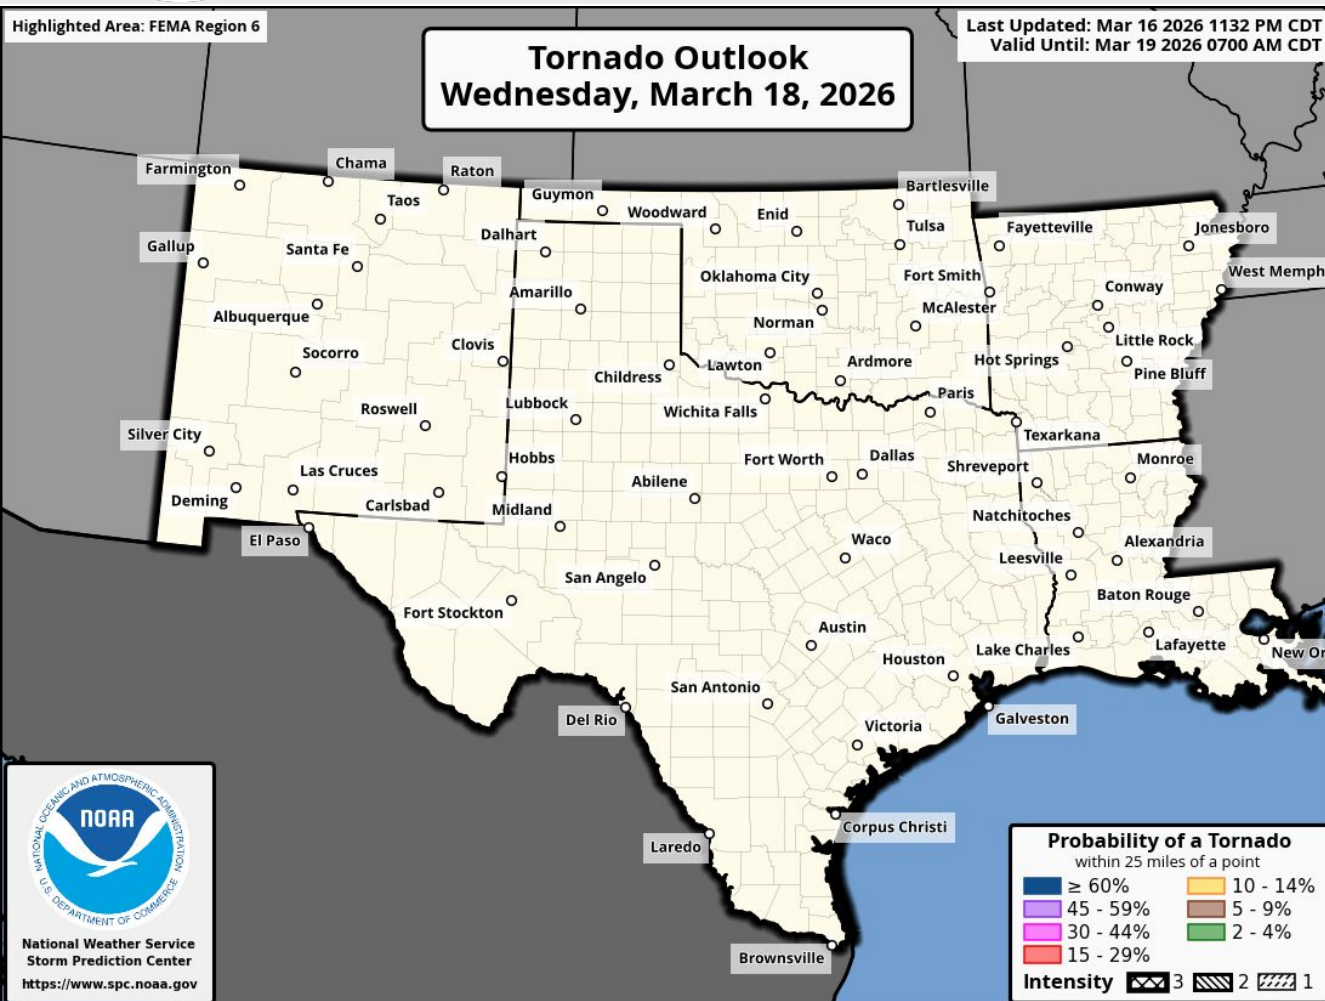 Highlighted Area: FEMA Region 6
Last Updated: Mar 16 2026 1132 PM CDT
Valid Until: Mar 19 2026 0700 AM CDT
Tornado Outlook
Wednesday, March 18, 2026
Farmington
Chama
Raton
Taos
Guymon
Woodward
Enid
Bartlesville
Tulsa
Fayetteville
Jonesboro
Gallup
Santa Fe
Dalhart
Oklahoma City
Fort Smith
West Memph
Amarillo
Conway
Albuquerque
Norman
McAlester
Little Rock
Socorro
Clovis
Childress
Lawton
Ardmore
Hot Springs
Pine Bluff
Roswell
Lubbock
Wichita Falls
Paris
Texarkana
Silver City
Las Cruces
Hobbs
Fort Worth
Dallas
Shreveport
Monroe
Deming
Carlsbad
Midland
Abilene
Natchitoches
El Paso
Waco
Leesville
Alexandria
San Angelo
Fort Stockton
Baton Rouge
Austin
Houston
Lake Charles
Lafayette
New Or
San Antonio
Del Rio
Victoria
Galveston
Laredo
Corpus Christi
Brownsville
NATIONAL OCEANIC AND ATMOSPHERIC ADMINISTRATION
NOAA
U.S. DEPARTMENT OF COMMERCE
National Weather Service
Storm Prediction Center
https://www.spc.noaa.gov
Probability of a Tornado
within 25 miles of a point
≥ 60% 10 - 14%
45 - 59% 5 - 9%
30 - 44% 2 - 4%
15 - 29%
Intensity 3 2 1